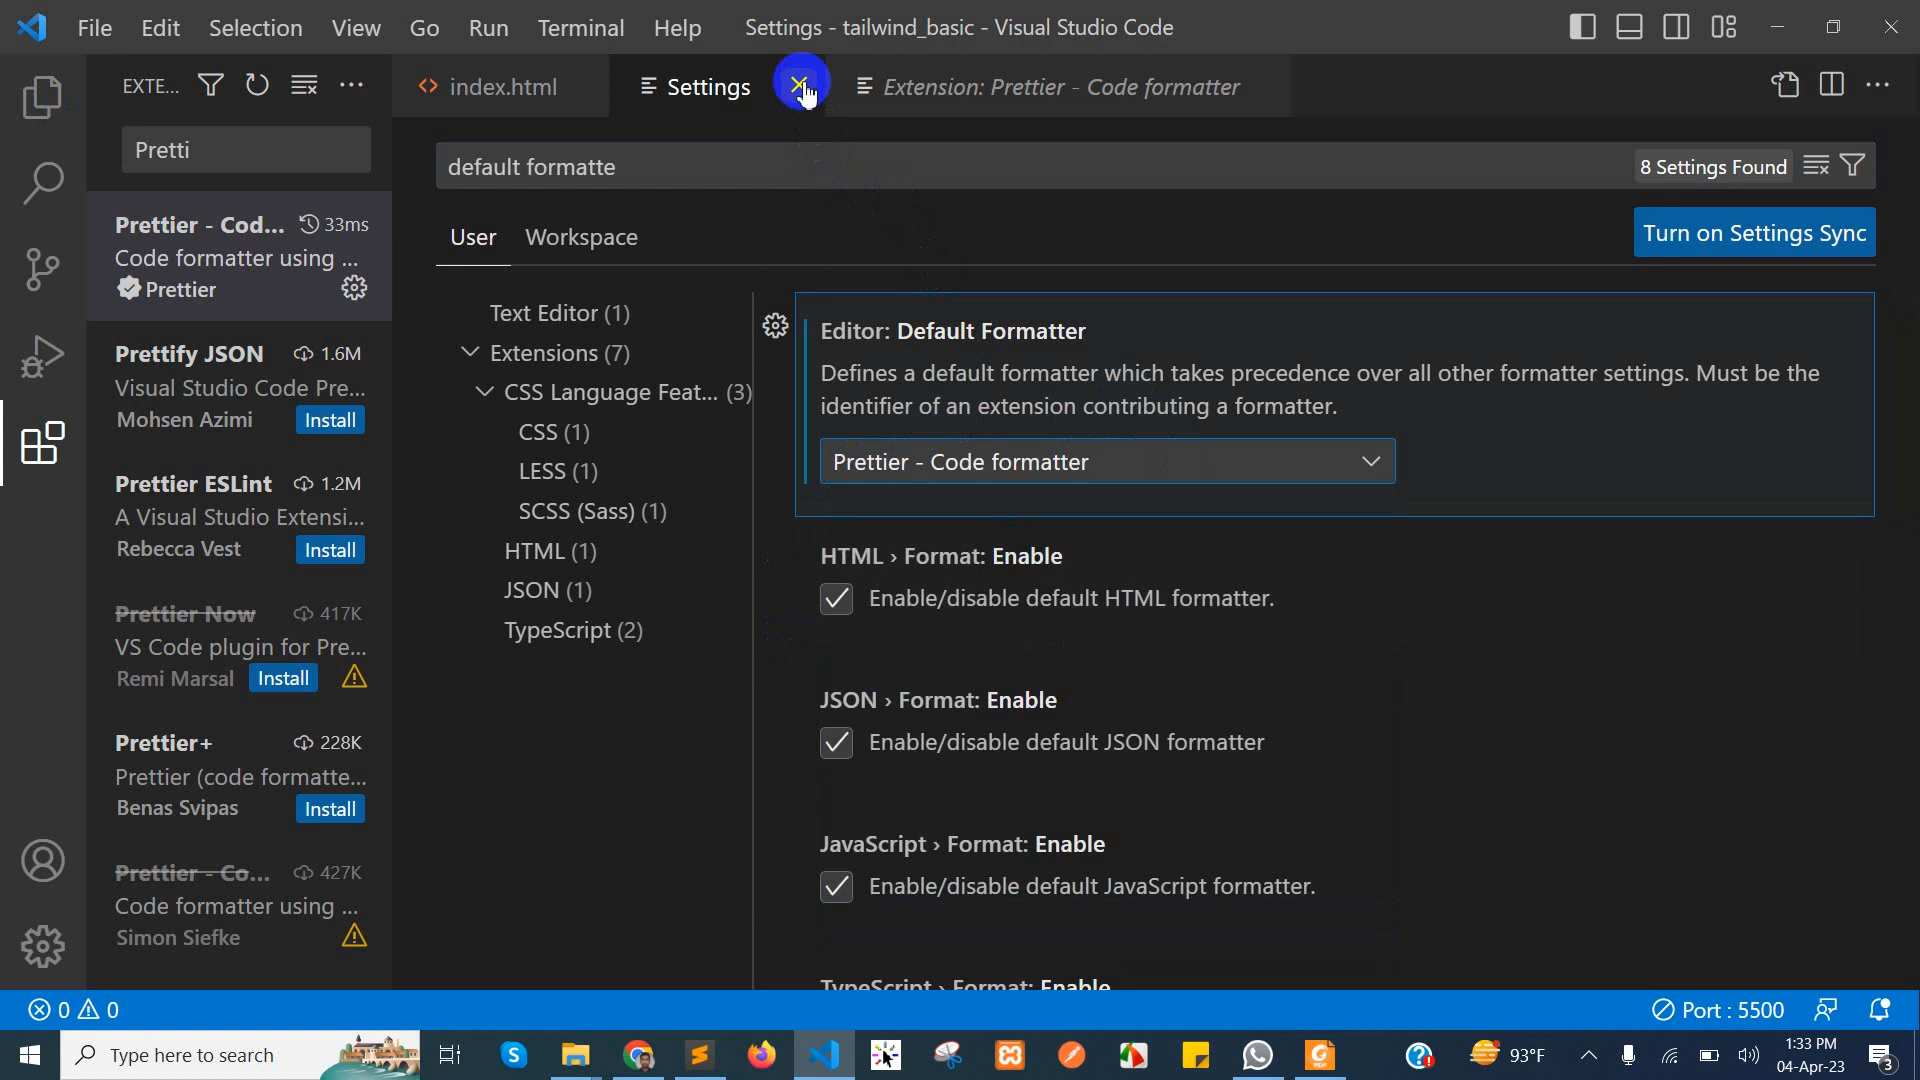 File Edit Selection View Go Run Terminal Help Settings - tailwind_basic - Visual Studio Code
EXTE...
index.html
Settings
Extension: Prettier - Code formatter
Pretti
Prettier - Cod... 33ms
Code formatter using ...
Prettier
Prettify JSON 1.6M
Visual Studio Code Pre...
Mohsen Azimi Install
Prettier ESLint 1.2M
A Visual Studio Extensi...
Rebecca Vest Install
Prettier Now 417K
VS Code plugin for Pre...
Remi Marsal Install
Prettier+ 228K
Prettier (code formatte...
Benas Svipas Install
Prettier - Co... 427K
Code formatter using ...
Simon Siefke
default formatte
8 Settings Found
User Workspace
Turn on Settings Sync
Text Editor (1)
Extensions (7)
CSS Language Feat... (3)
CSS (1)
LESS (1)
SCSS (Sass) (1)
HTML (1)
JSON (1)
TypeScript (2)
Editor: Default Formatter
Defines a default formatter which takes precedence over all other formatter settings. Must be the
identifier of an extension contributing a formatter.
Prettier - Code formatter
HTML › Format: Enable
Enable/disable default HTML formatter.
JSON › Format: Enable
Enable/disable default JSON formatter
JavaScript › Format: Enable
Enable/disable default JavaScript formatter.
TypeScript › Format: Enable
0 0
Port : 5500
Type here to search
93°F
1:33 PM
04-Apr-23
3